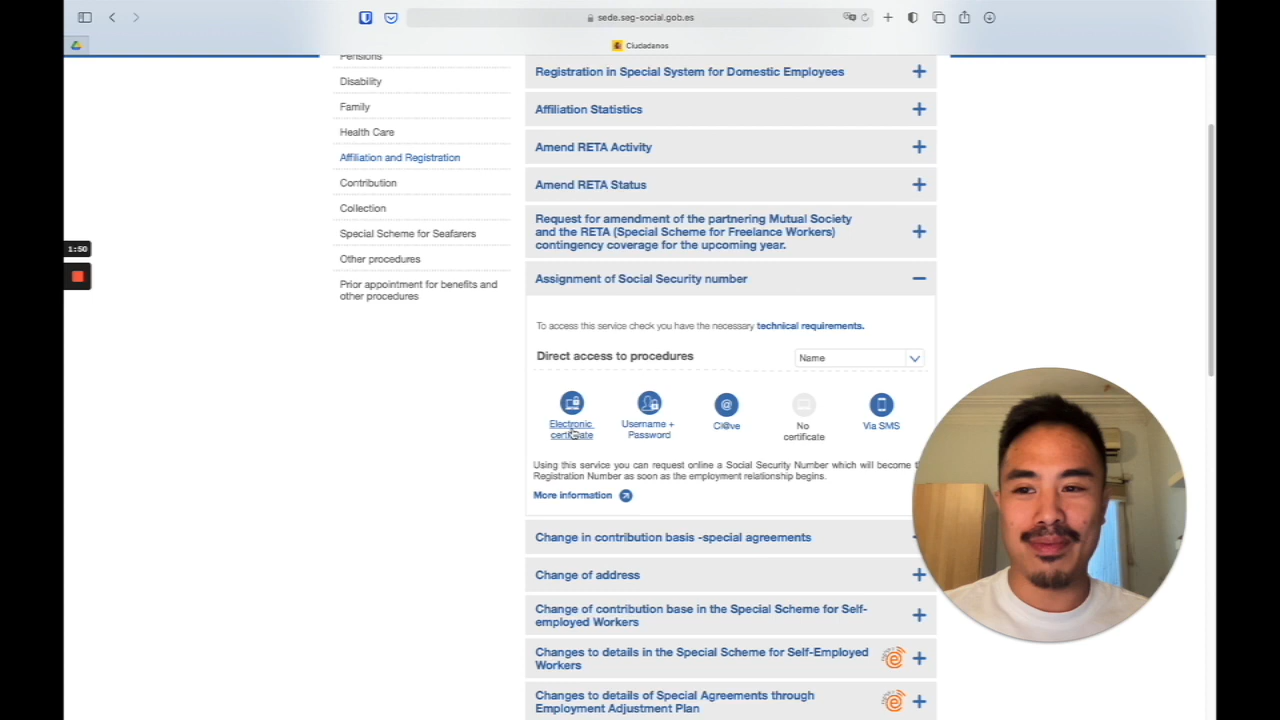 sede.seg-social.gob.es
Ciudadanos
Pensions
Disability
Family
Health Care
Affiliation and Registration
Contribution
Collection
Special Scheme for Seafarers
Other procedures
Prior appointment for benefits and
other procedures
1:50
Registration in Special System for Domestic Employees
Affiliation Statistics
Amend RETA Activity
Amend RETA Status
Request for amendment of the partnering Mutual Society
and the RETA (Special Scheme for Freelance Workers)
contingency coverage for the upcoming year.
Assignment of Social Security number
To access this service check you have the necessary technical requirements.
Direct access to procedures
Name
Electronic
certificate
Username +
Password
Cl@ve
No
certificate
Via SMS
Using this service you can request online a Social Security Number which will become
Registration Number as soon as the employment relationship begins.
More information
Change in contribution basis -special agreements
Change of address
Change of contribution base in the Special Scheme for Self-
employed Workers
Changes to details in the Special Scheme for Self-Employed
Workers
Changes to details of Special Agreements through
Employment Adjustment Plan